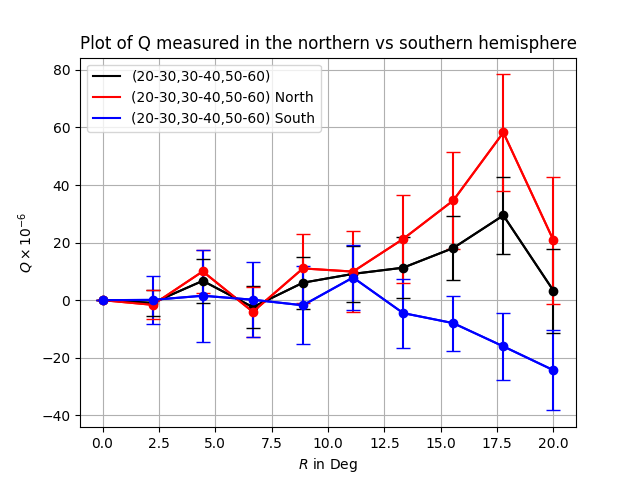 Plot of Q measured in the northern vs southern hemisphere
(20-30,30-40,50-60)
(20-30,30-40,50-60) North
(20-30,30-40,50-60) South
80
60
40
20
0
−20
−40
Q × 10⁻⁶
0.0 2.5 5.0 7.5 10.0 12.5 15.0 17.5 20.0
R in Deg